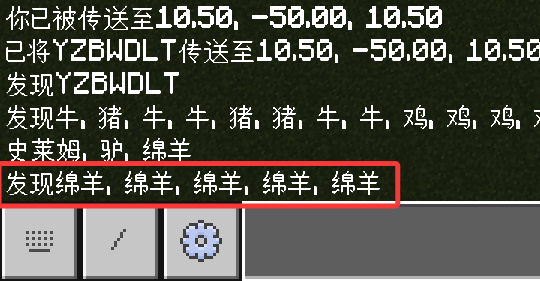 你已被传送至10.50, -50.00, 10.50
已将YZBWDLT传送至10.50, -50.00, 10.50
发现YZBWDLT
发现牛, 猪, 牛, 牛, 猪, 猪, 牛, 牛, 鸡, 鸡, 鸡,
史莱姆, 驴, 绵羊
发现绵羊, 绵羊, 绵羊, 绵羊, 绵羊
/